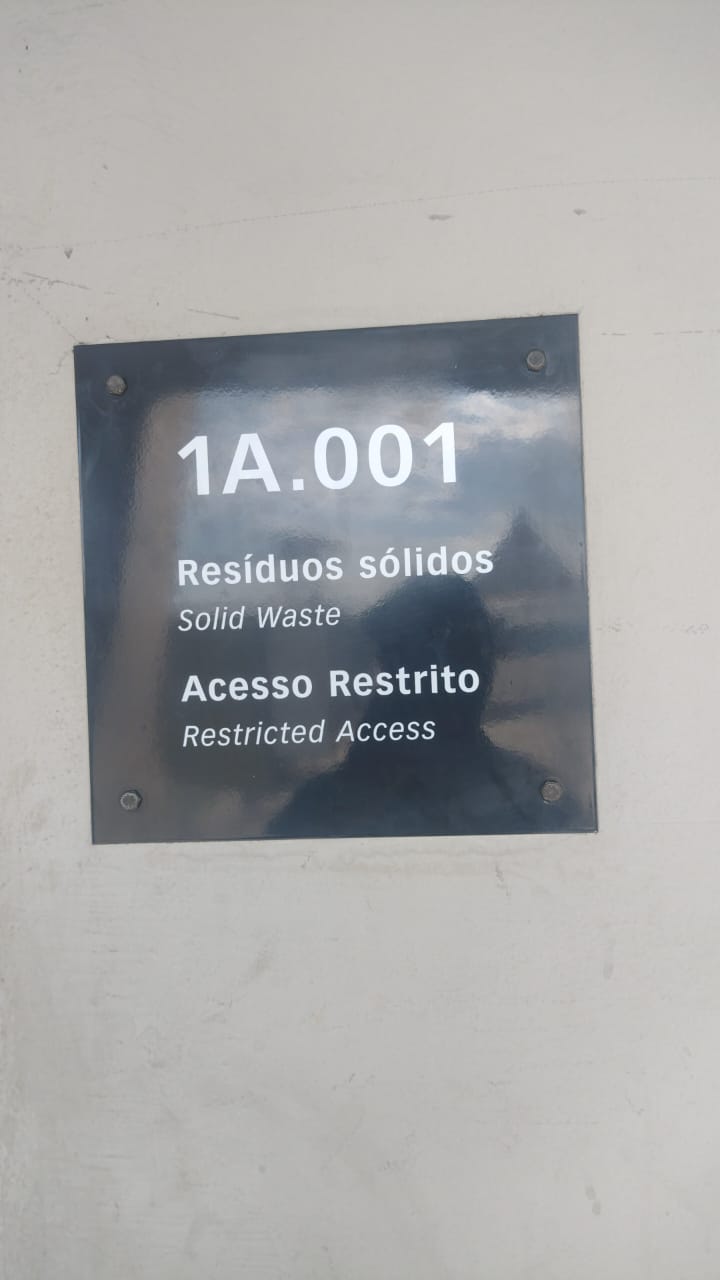 1A.001
Resíduos sólidos
Solid Waste
Acesso Restrito
Restricted Access